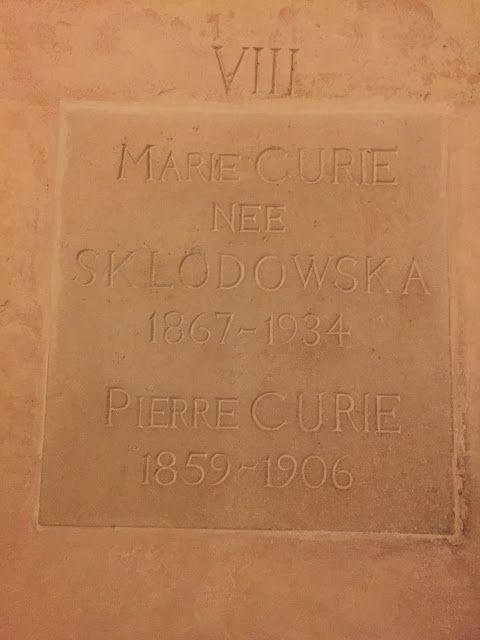 VIII
MARIE CURIE
NEE
SKLODOWSKA
1867-1934
PIERRE CURIE
1859-1906